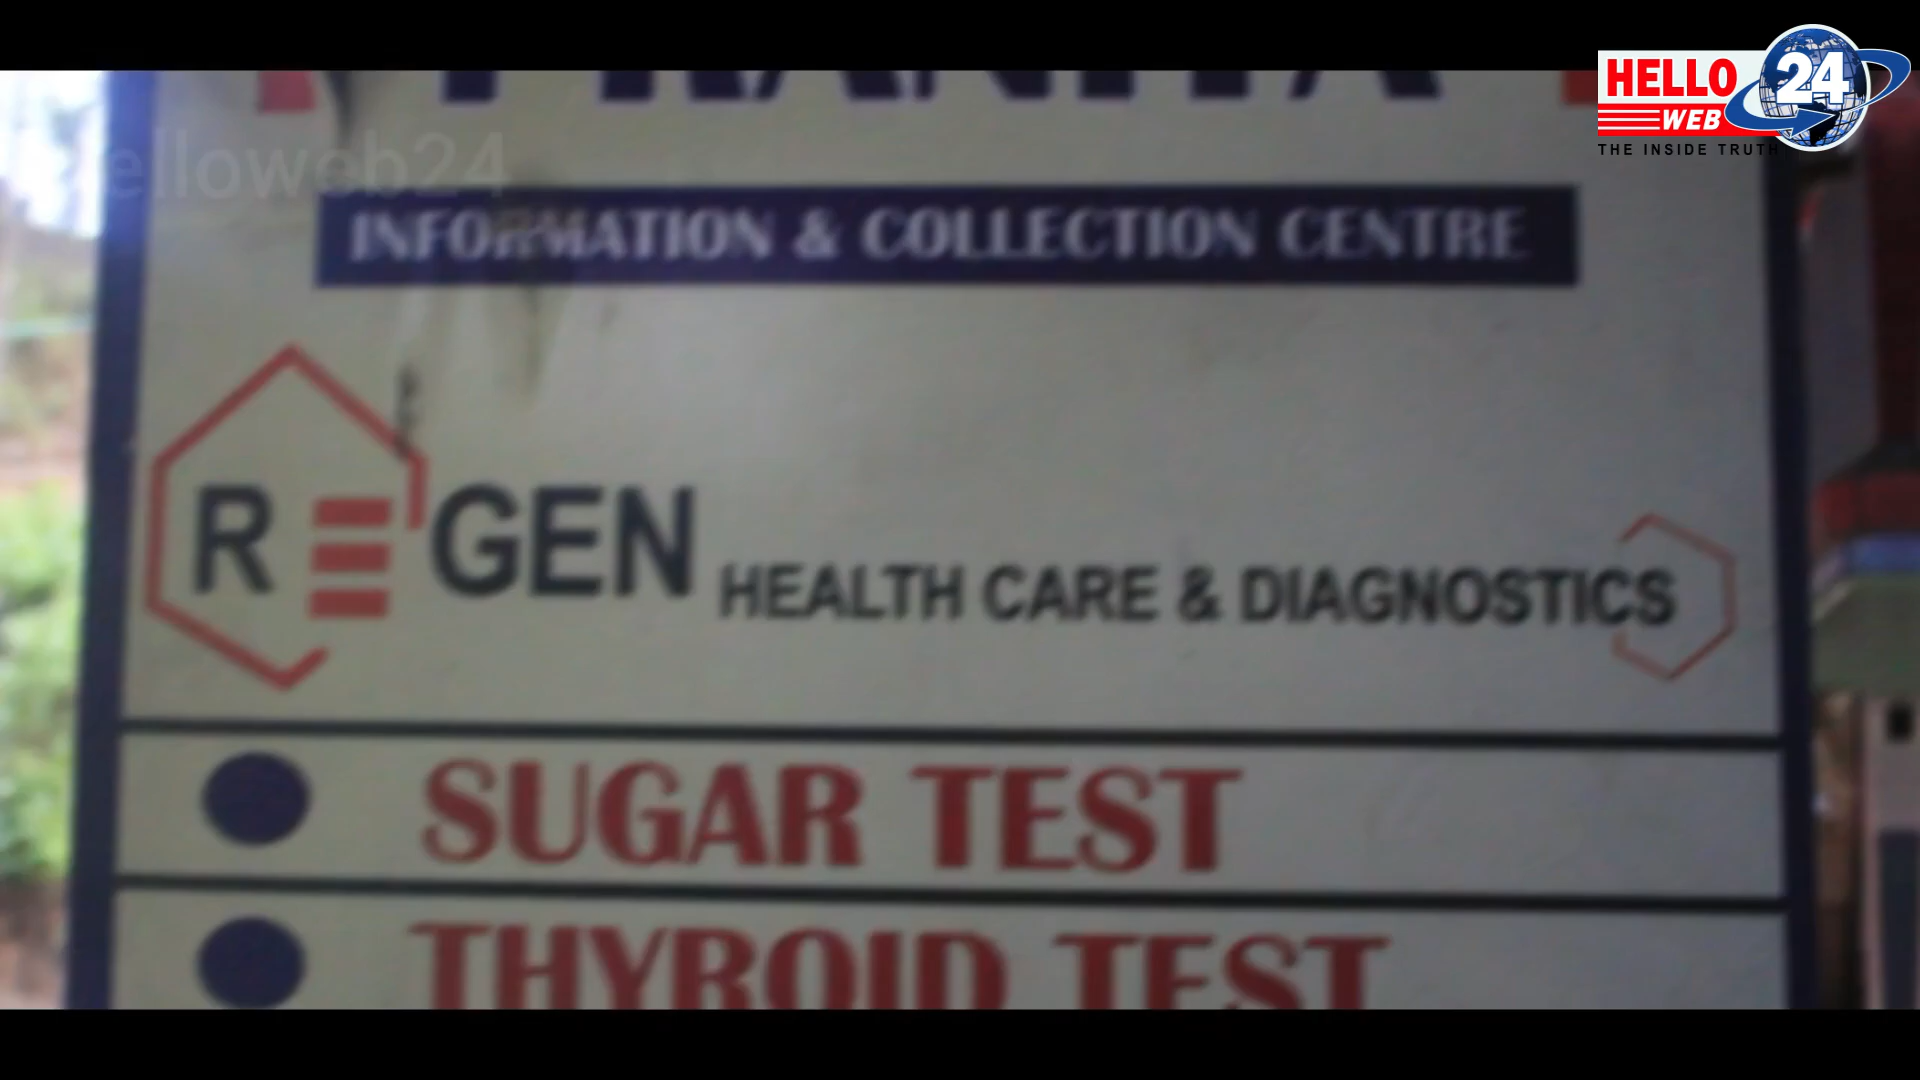 HELLO 24
WEB
THE INSIDE TRUTH
helloweb24
INFORMATION & COLLECTION CENTRE
REGEN HEALTH CARE & DIAGNOSTICS
SUGAR TEST
THYROID TEST